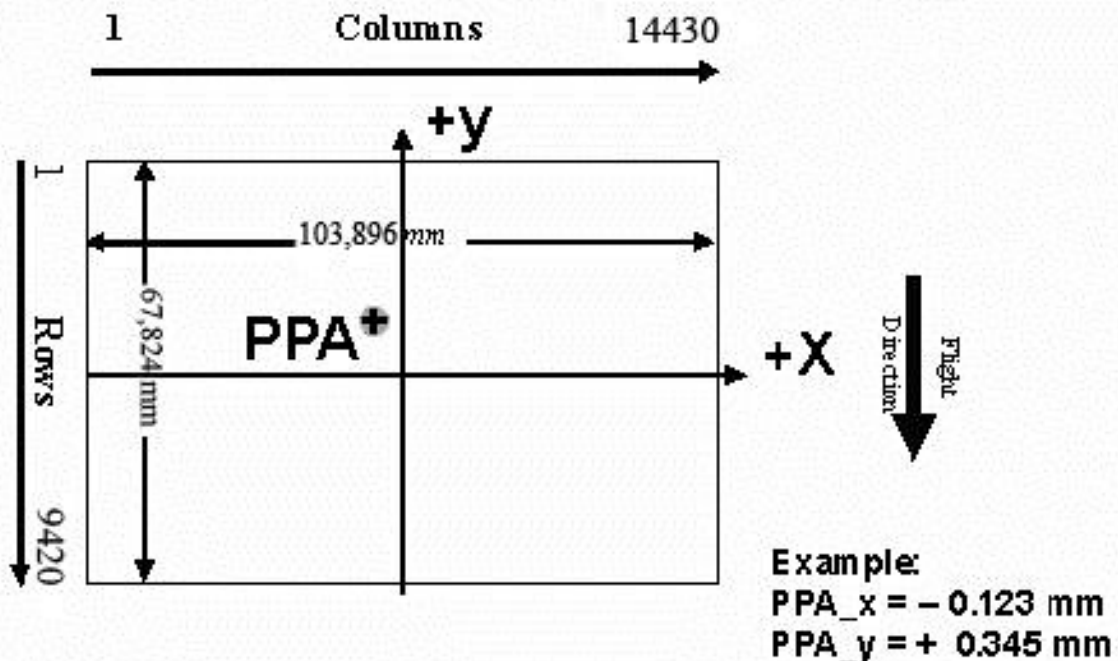 1 Columns 14430
+y
1 Rows 9420
103,896 mm
67,824 mm
PPA
+X
Flight
Direction
Example:
PPA_x = – 0.123 mm
PPA_y = + 0.345 mm